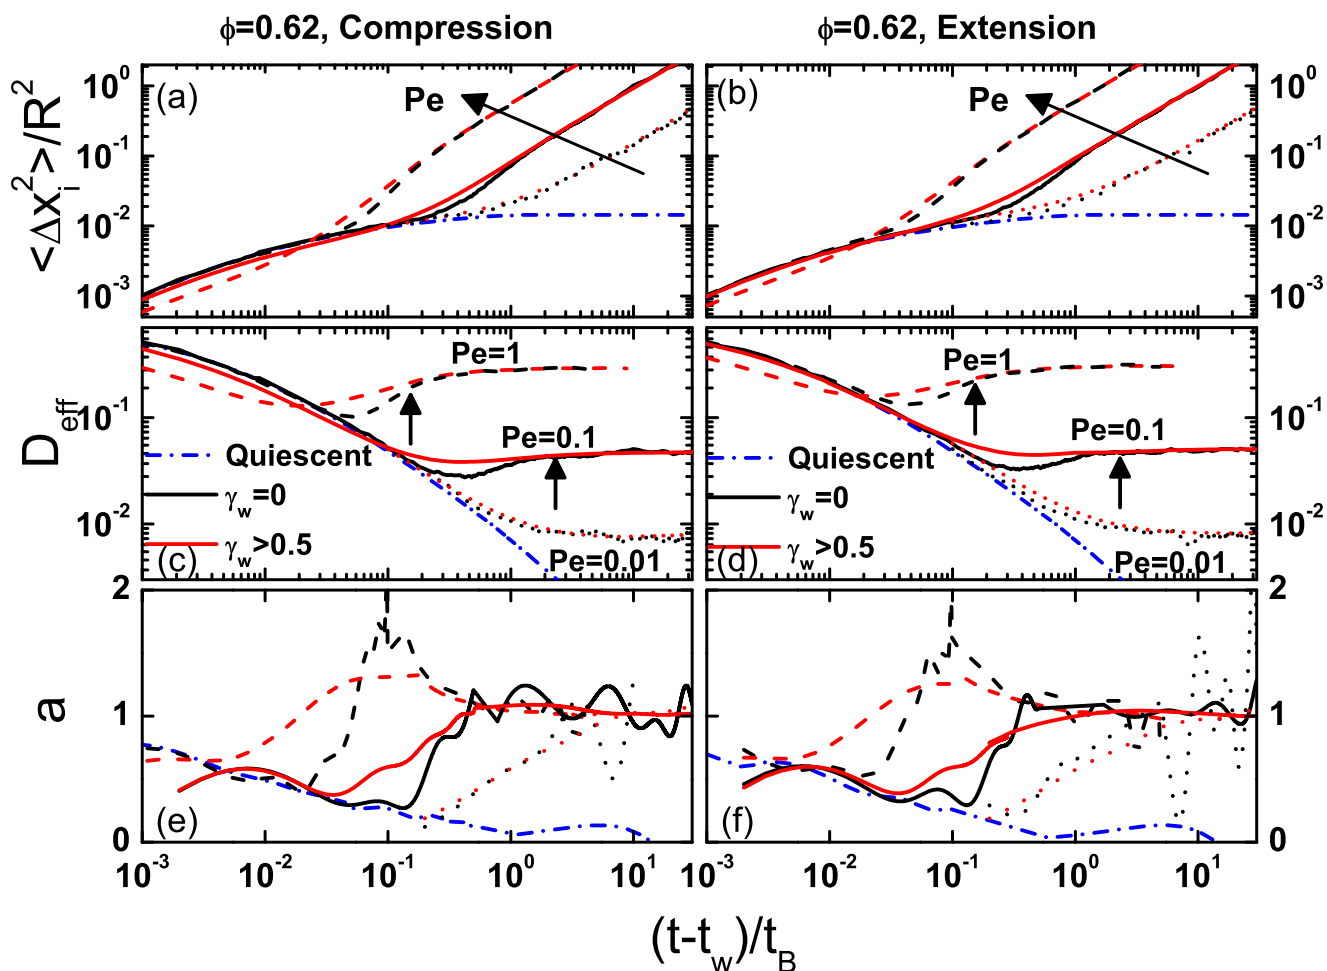 ϕ=0.62, Compression
ϕ=0.62, Extension
<Δx_i^2>/R^2
10^0
10^-1
10^-2
10^-3
(a)
Pe
(b)
Pe
10^0
10^-1
10^-2
10^-3
D_eff
10^-1
10^-2
Pe=1
Pe=0.1
Quiescent
γ_w=0
γ_w>0.5
(c)
Pe=0.01
Pe=1
Pe=0.1
Quiescent
γ_w=0
γ_w>0.5
(d)
Pe=0.01
10^-1
10^-2
a
2
1
0
(e)
(f)
2
1
0
10^-3
10^-2
10^-1
10^0
10^1
10^-3
10^-2
10^-1
10^0
10^1
(t-t_w)/t_B